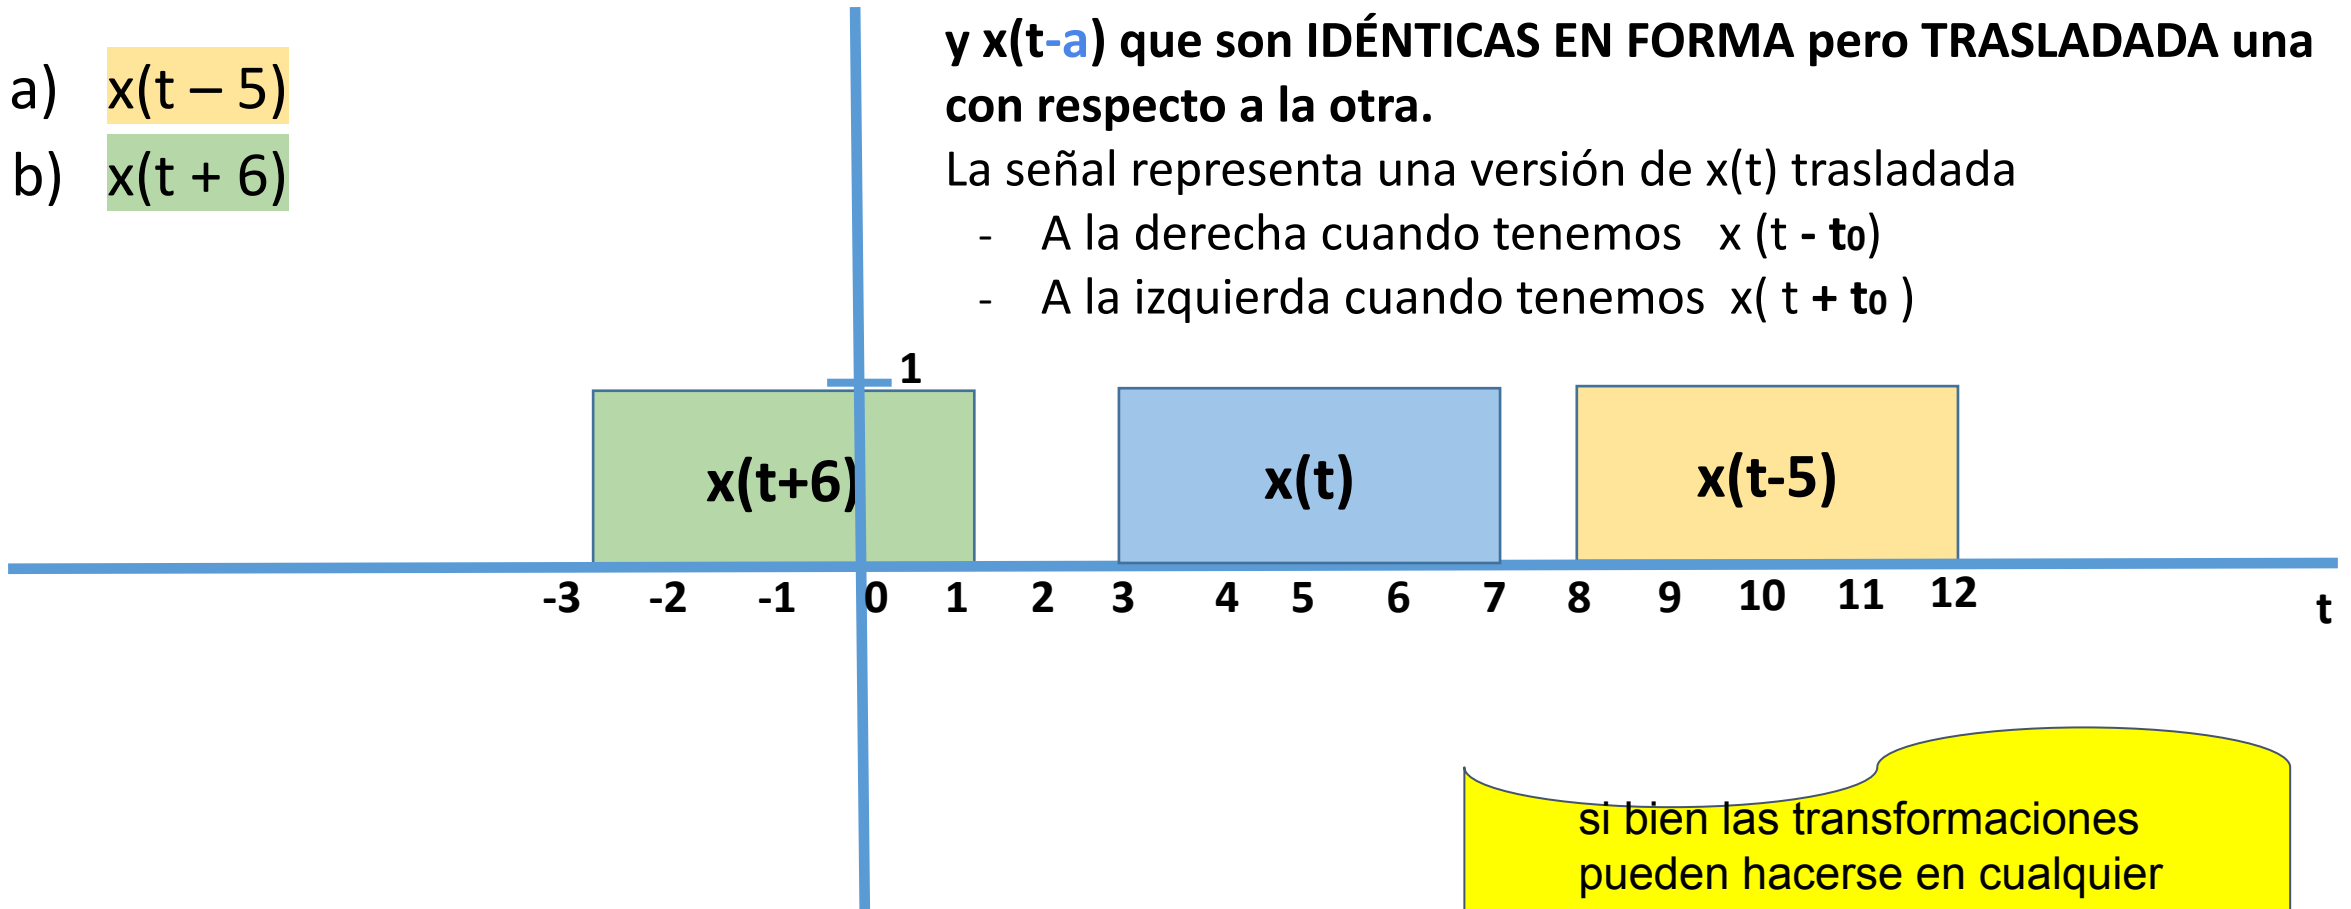 a) x(t – 5)
b) x(t + 6)
y x(t-a) que son IDÉNTICAS EN FORMA pero TRASLADADA una
con respecto a la otra.
La señal representa una versión de x(t) trasladada
- A la derecha cuando tenemos x (t - t0)
- A la izquierda cuando tenemos x( t + t0 )
1
x(t+6)
x(t)
x(t-5)
-3 -2 -1 0 1 2 3 4 5 6 7 8 9 10 11 12
t
si bien las transformaciones
pueden hacerse en cualquier